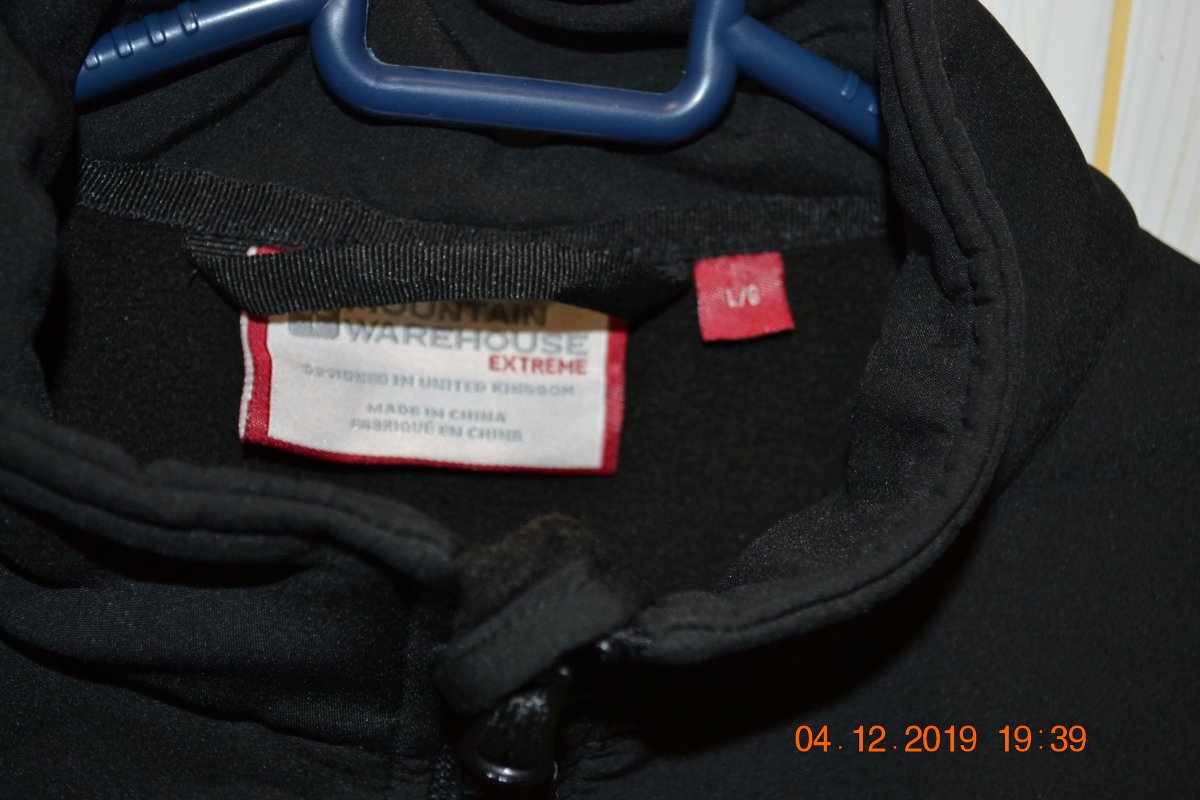 MOUNTAIN
WAREHOUSE
EXTREME
DESIGNED IN UNITED KINGDOM
MADE IN CHINA
FABRIQUÉ EN CHINE
L/G
04.12.2019 19:39